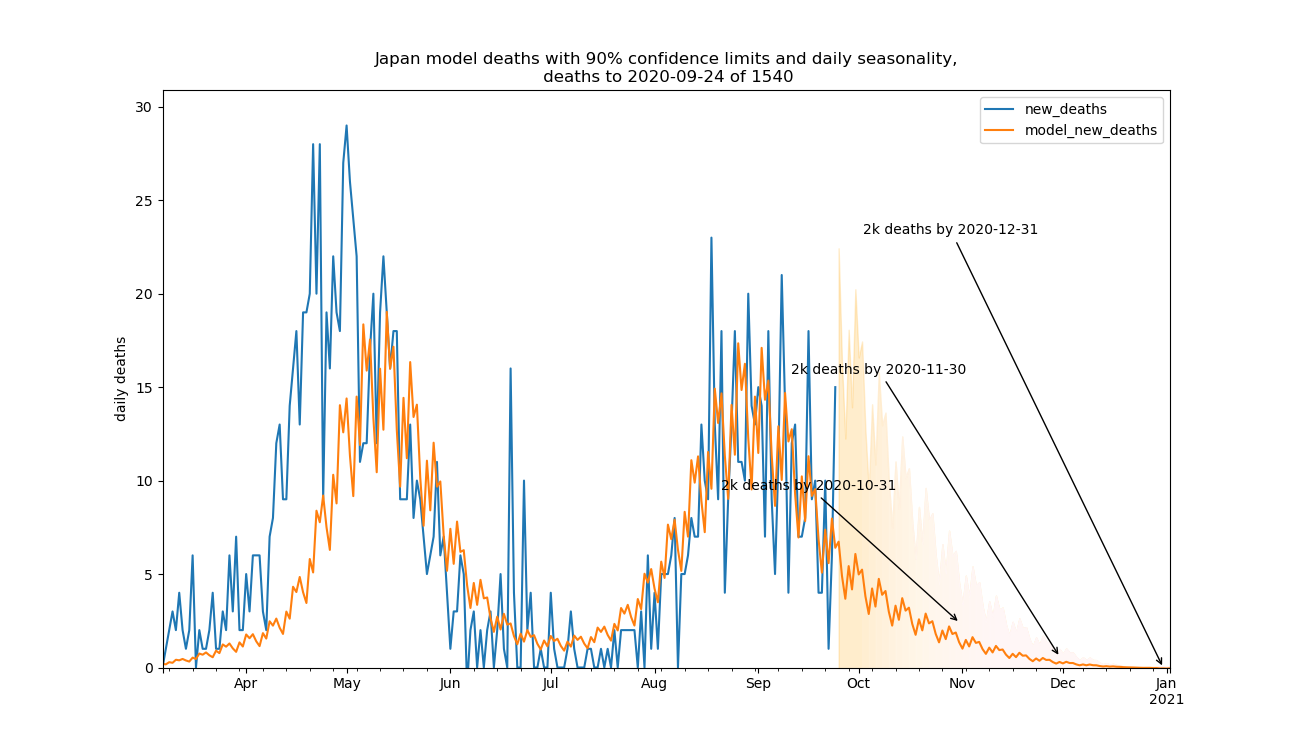 Japan model deaths with 90% confidence limits and daily seasonality,
deaths to 2020-09-24 of 1540
new_deaths
model_new_deaths
daily deaths
30
25
20
15
10
5
0
2k deaths by 2020-12-31
2k deaths by 2020-11-30
2k deaths by 2020-10-31
Apr May Jun Jul Aug Sep Oct Nov Dec Jan
2021